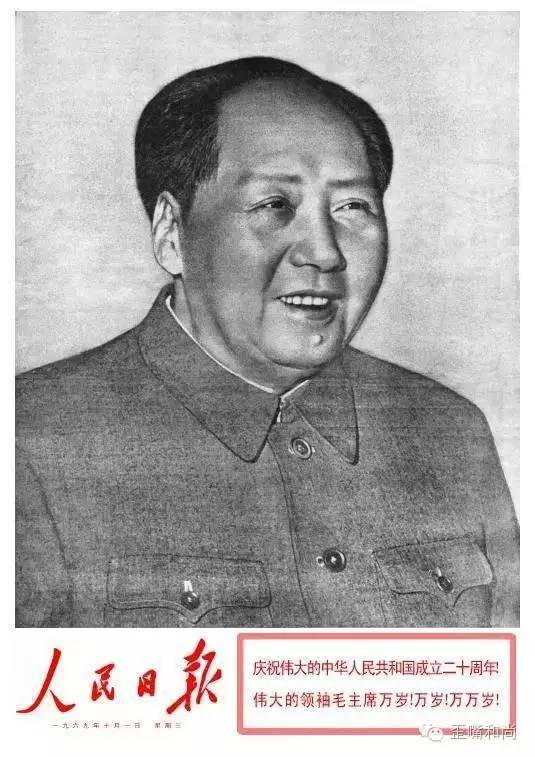 人民日报
一九六九年十月一日 星期三
庆祝伟大的中华人民共和国成立二十周年!
伟大的领袖毛主席万岁!万岁!万万岁!
歪嘴和尚